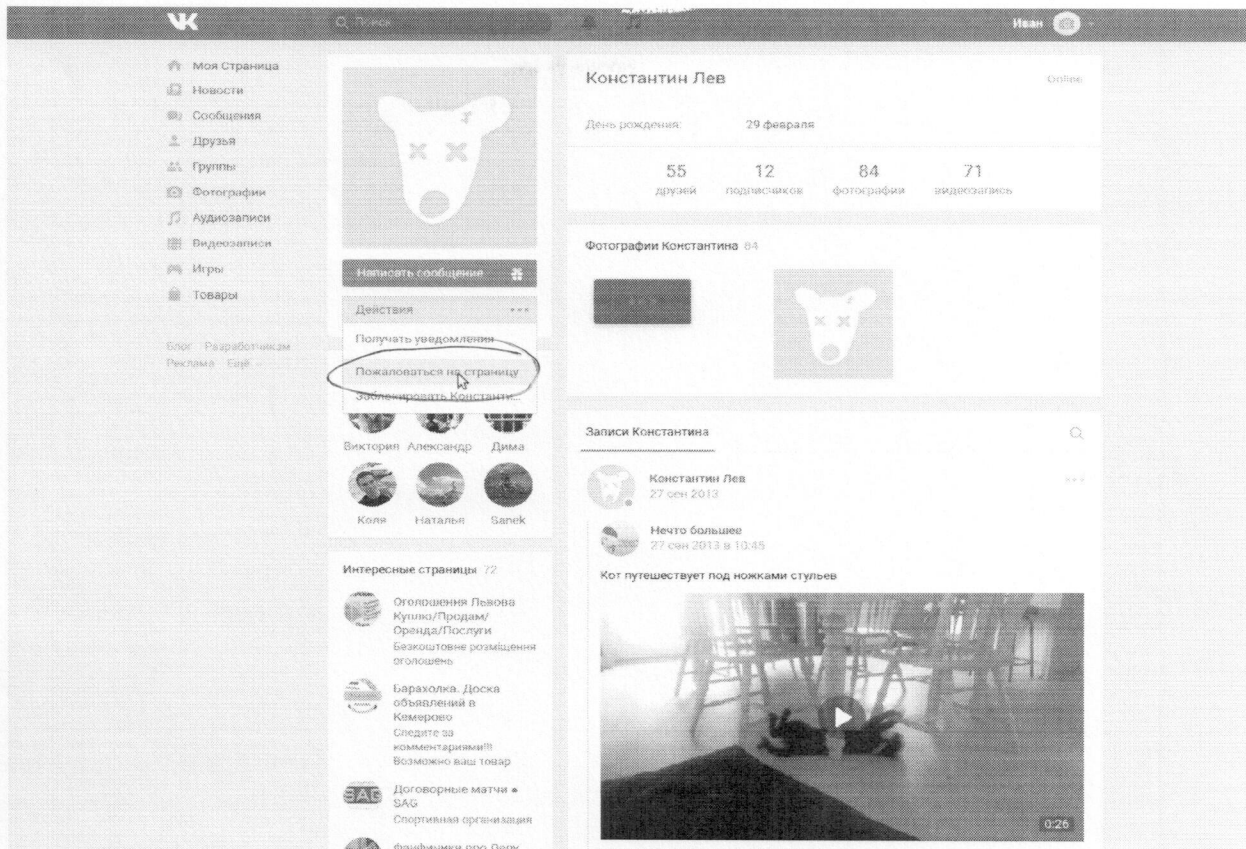 Поиск
Иван
Моя Страница
Новости
Сообщения
Друзья
Группы
Фотографии
Аудиозаписи
Видеозаписи
Игры
Товары
Блог Разработчикам
Реклама Ещё
Написать сообщение
Действия
Получать уведомления
Пожаловаться на страницу
Заблокировать Константи...
Виктория Александр Дима
Коля Наталья Sanek
Интересные страницы 72
Оголошення Львова
Куплю/Продам/
Оренда/Послуги
Безкоштовне розміщення
оголошень
Барахолка. Доска
объявлений в
Кемерово
Следите за
комментариями!!!
Возможно ваш товар
SAG
Договорные матчи •
SAG
Спортивная организация
Константин Лев
Online
День рождения: 29 февраля
55 12 84 71
друзей подписчиков фотографии видеозапись
Фотографии Константина 84
Записи Константина
Константин Лев
27 сен 2013
Нечто большее
27 сен 2013 в 10:45
Кот путешествует под ножками стульев
0:26